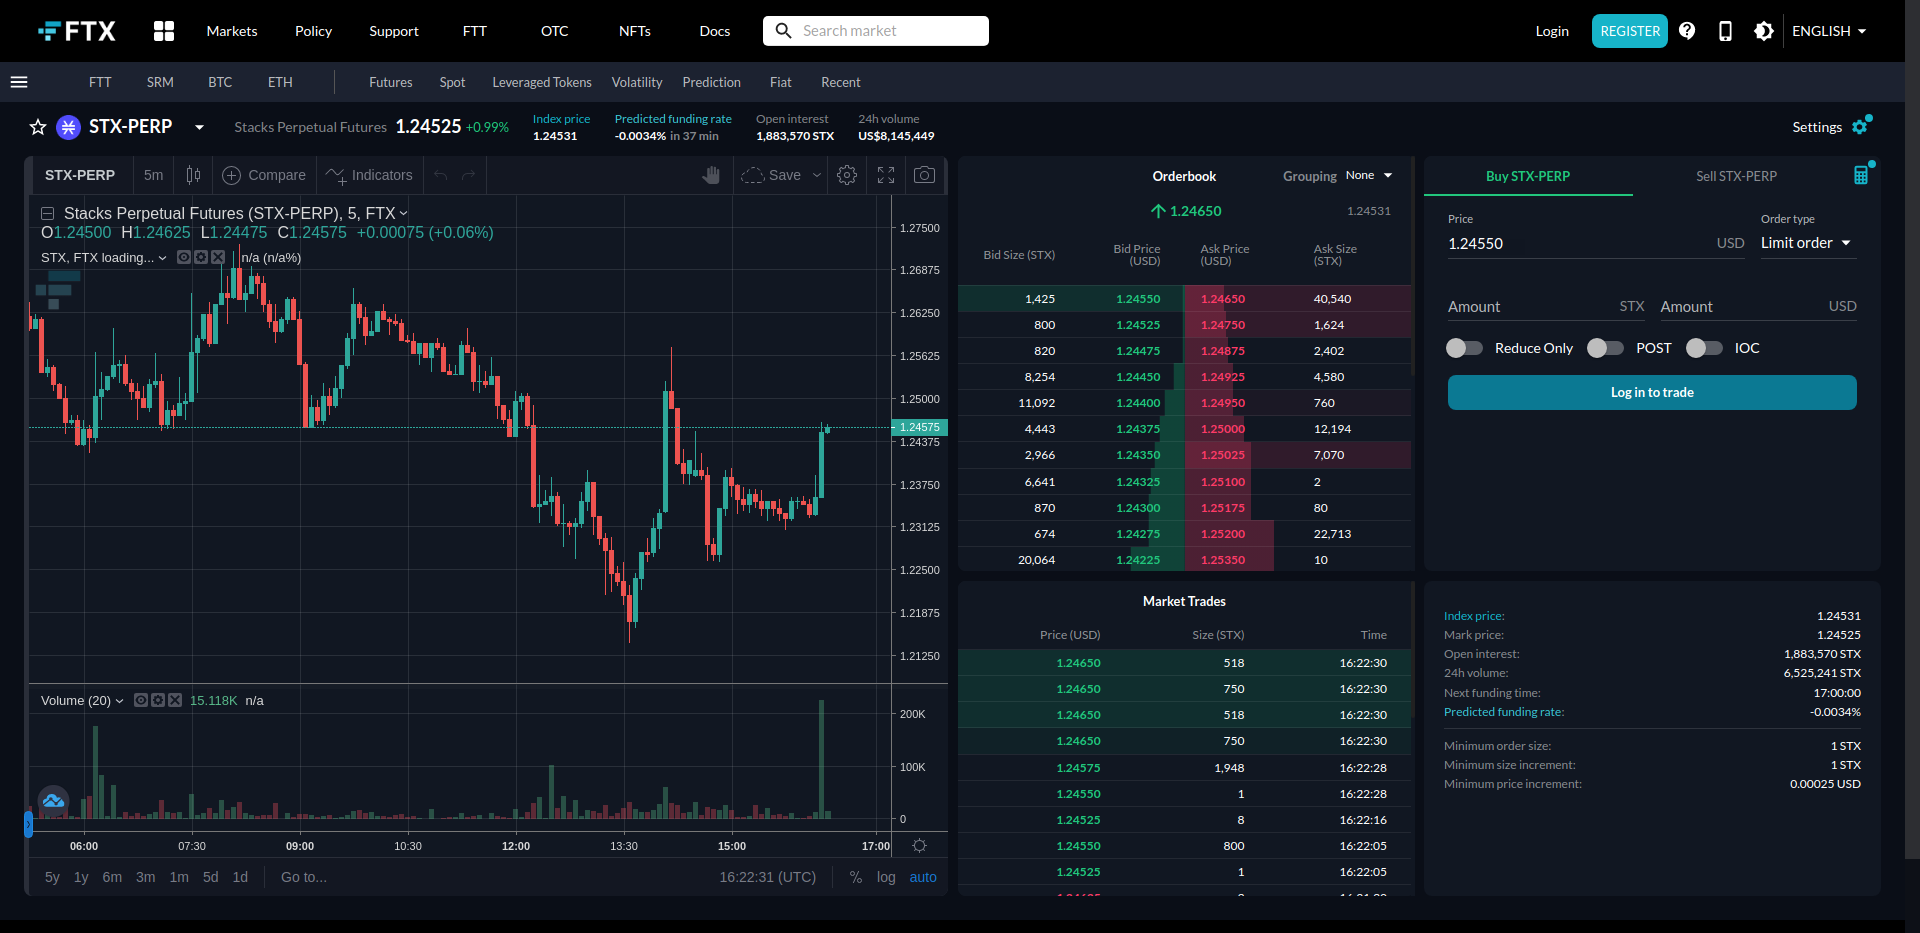 FTX Markets Policy Support FTT OTC NFTs Docs Search market Login REGISTER ENGLISH
FTT SRM BTC ETH Futures Spot Leveraged Tokens Volatility Prediction Fiat Recent
STX-PERP Stacks Perpetual Futures 1.24525 +0.99%
Index price
1.24531
Predicted funding rate
-0.0034% in 37 min
Open interest
1,883,570 STX
24h volume
US$8,145,449
Settings
STX-PERP 5m Compare Indicators Save
Stacks Perpetual Futures (STX-PERP), 5, FTX
O1.24500 H1.24625 L1.24475 C1.24575 +0.00075 (+0.06%)
STX, FTX loading... n/a (n/a%)
1.27500
1.26875
1.26250
1.25625
1.25000
1.24575
1.24375
1.23750
1.23125
1.22500
1.21875
1.21250
Volume (20) 15.118K n/a
200K
100K
0
06:00 07:30 09:00 10:30 12:00 13:30 15:00 17:00
5y 1y 6m 3m 1m 5d 1d Go to... 16:22:31 (UTC) % log auto
Orderbook Grouping None
1.24650 1.24531
Bid Size (STX) Bid Price (USD) Ask Price (USD) Ask Size (STX)
1,425 1.24550 1.24650 40,540
800 1.24525 1.24750 1,624
820 1.24475 1.24875 2,402
8,254 1.24450 1.24925 4,580
11,092 1.24400 1.24950 760
4,443 1.24375 1.25000 12,194
2,966 1.24350 1.25025 7,070
6,641 1.24325 1.25100 2
870 1.24300 1.25175 80
674 1.24275 1.25200 22,713
20,064 1.24225 1.25350 10
Market Trades
Price (USD) Size (STX) Time
1.24650 518 16:22:30
1.24650 750 16:22:30
1.24650 518 16:22:30
1.24650 750 16:22:30
1.24575 1,948 16:22:28
1.24550 1 16:22:28
1.24525 8 16:22:16
1.24550 800 16:22:05
1.24525 1 16:22:05
Buy STX-PERP Sell STX-PERP
Price Order type
1.24550 USD Limit order
Amount STX Amount USD
Reduce Only POST IOC
Log in to trade
Index price: 1.24531
Mark price: 1.24525
Open interest: 1,883,570 STX
24h volume: 6,525,241 STX
Next funding time: 17:00:00
Predicted funding rate: -0.0034%
Minimum order size: 1 STX
Minimum size increment: 1 STX
Minimum price increment: 0.00025 USD